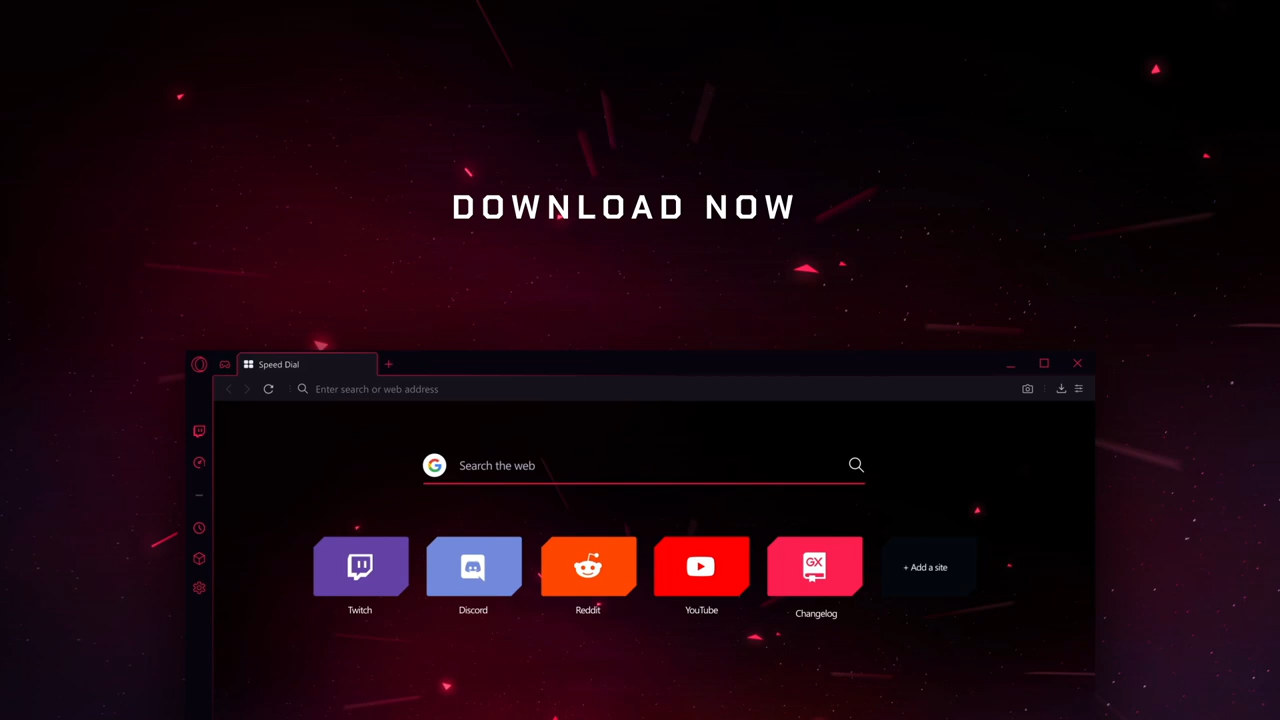 DOWNLOAD NOW
Speed Dial
Enter search or web address
Search the web
GX
Twitch
Discord
Reddit
YouTube
Changelog
+ Add a site